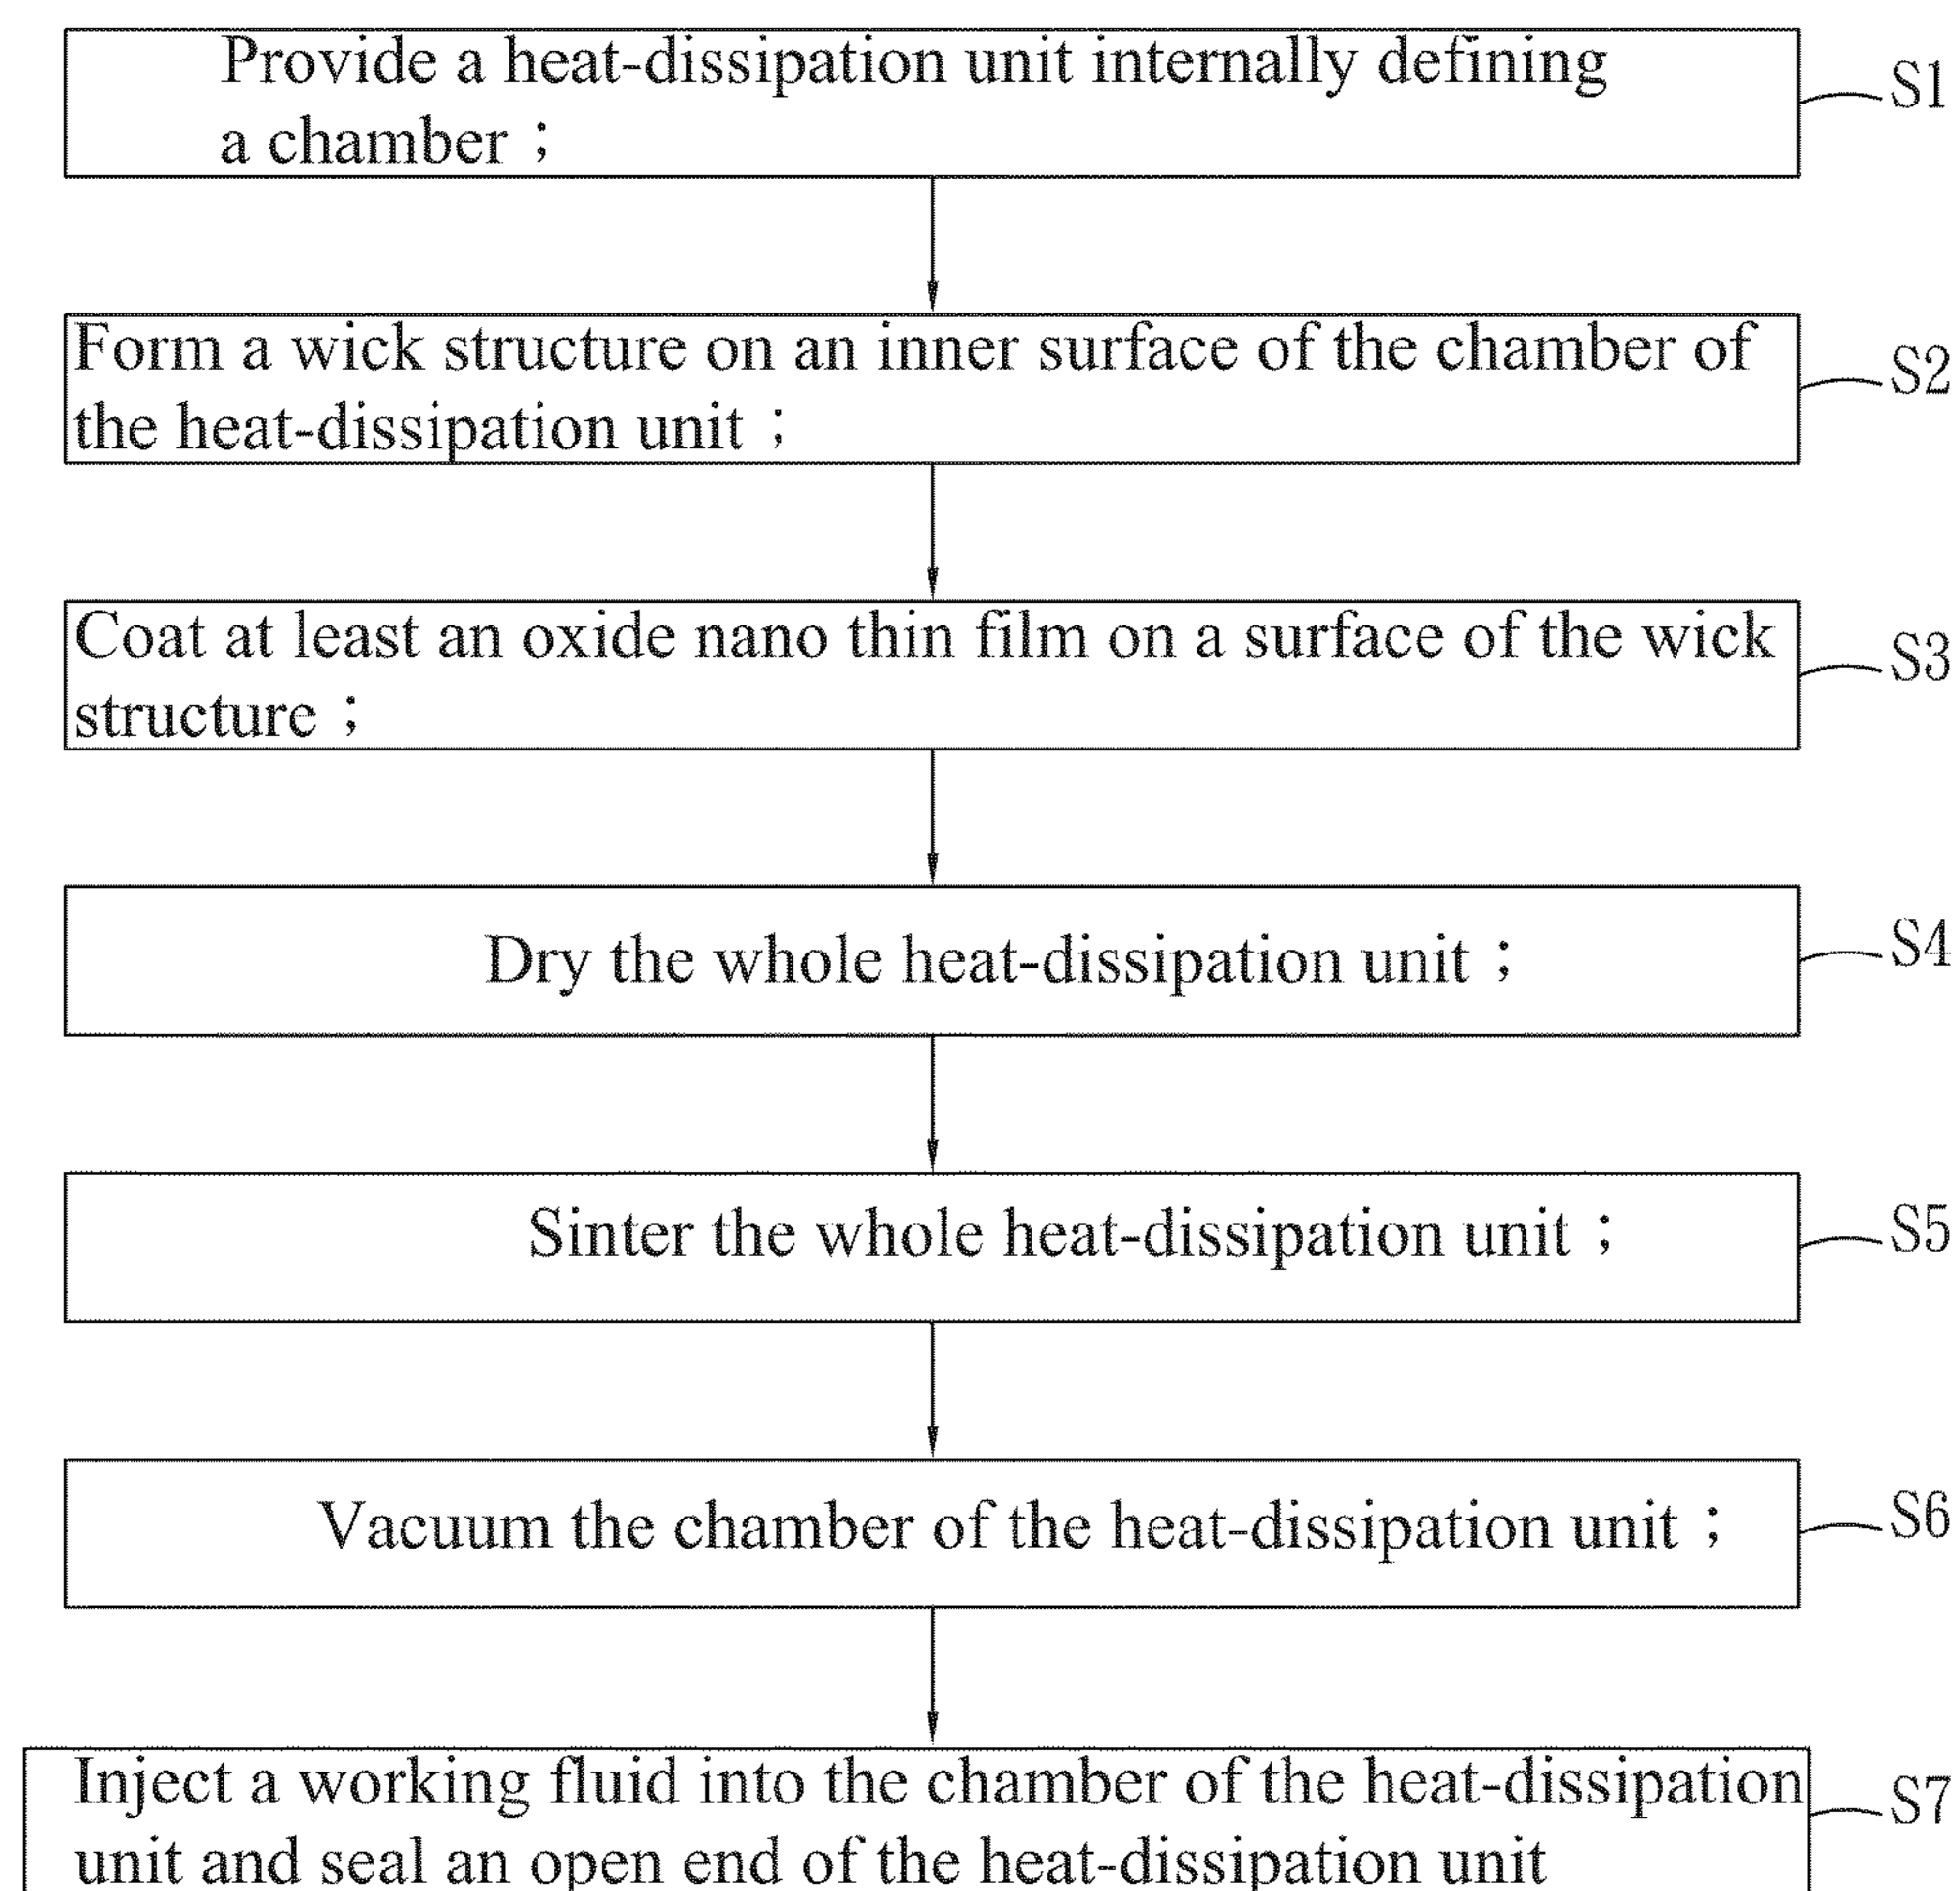 Provide a heat-dissipation unit internally defining
a chamber ;
S1
Form a wick structure on an inner surface of the chamber of
the heat-dissipation unit ;
S2
Coat at least an oxide nano thin film on a surface of the wick
structure ;
S3
Dry the whole heat-dissipation unit ;
S4
Sinter the whole heat-dissipation unit ;
S5
Vacuum the chamber of the heat-dissipation unit ;
S6
Inject a working fluid into the chamber of the heat-dissipation
unit and seal an open end of the heat-dissipation unit
S7